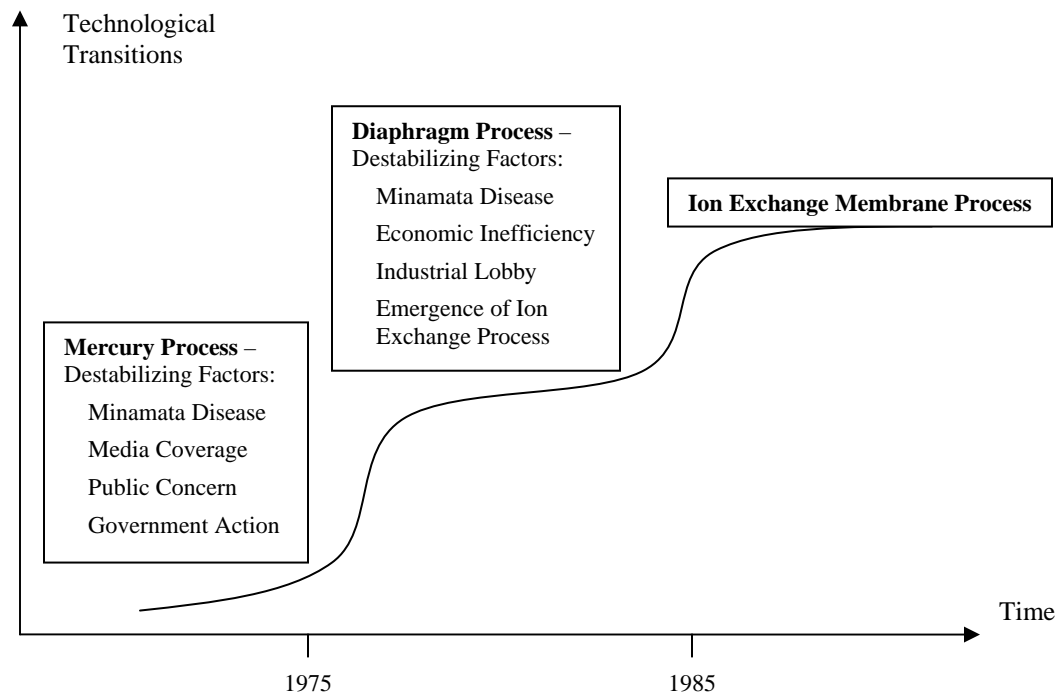 Technological
Transitions
Diaphragm Process –
Destabilizing Factors:
Minamata Disease
Economic Inefficiency
Industrial Lobby
Emergence of Ion
Exchange Process
Ion Exchange Membrane Process
Mercury Process –
Destabilizing Factors:
Minamata Disease
Media Coverage
Public Concern
Government Action
Time
1975
1985